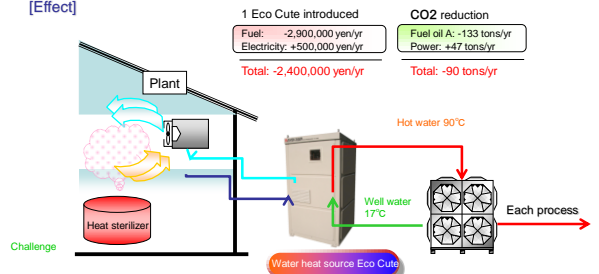 [Effect]
1 Eco Cute introduced
Fuel: -2,900,000 yen/yr
Electricity: +500,000 yen/yr
Total: -2,400,000 yen/yr
CO2 reduction
Fuel oil A: -133 tons/yr
Power: +47 tons/yr
Total: -90 tons/yr
Plant
Hot water 90°C
Well water
17°C
Each process
Heat sterilizer
Challenge
Water heat source Eco Cute